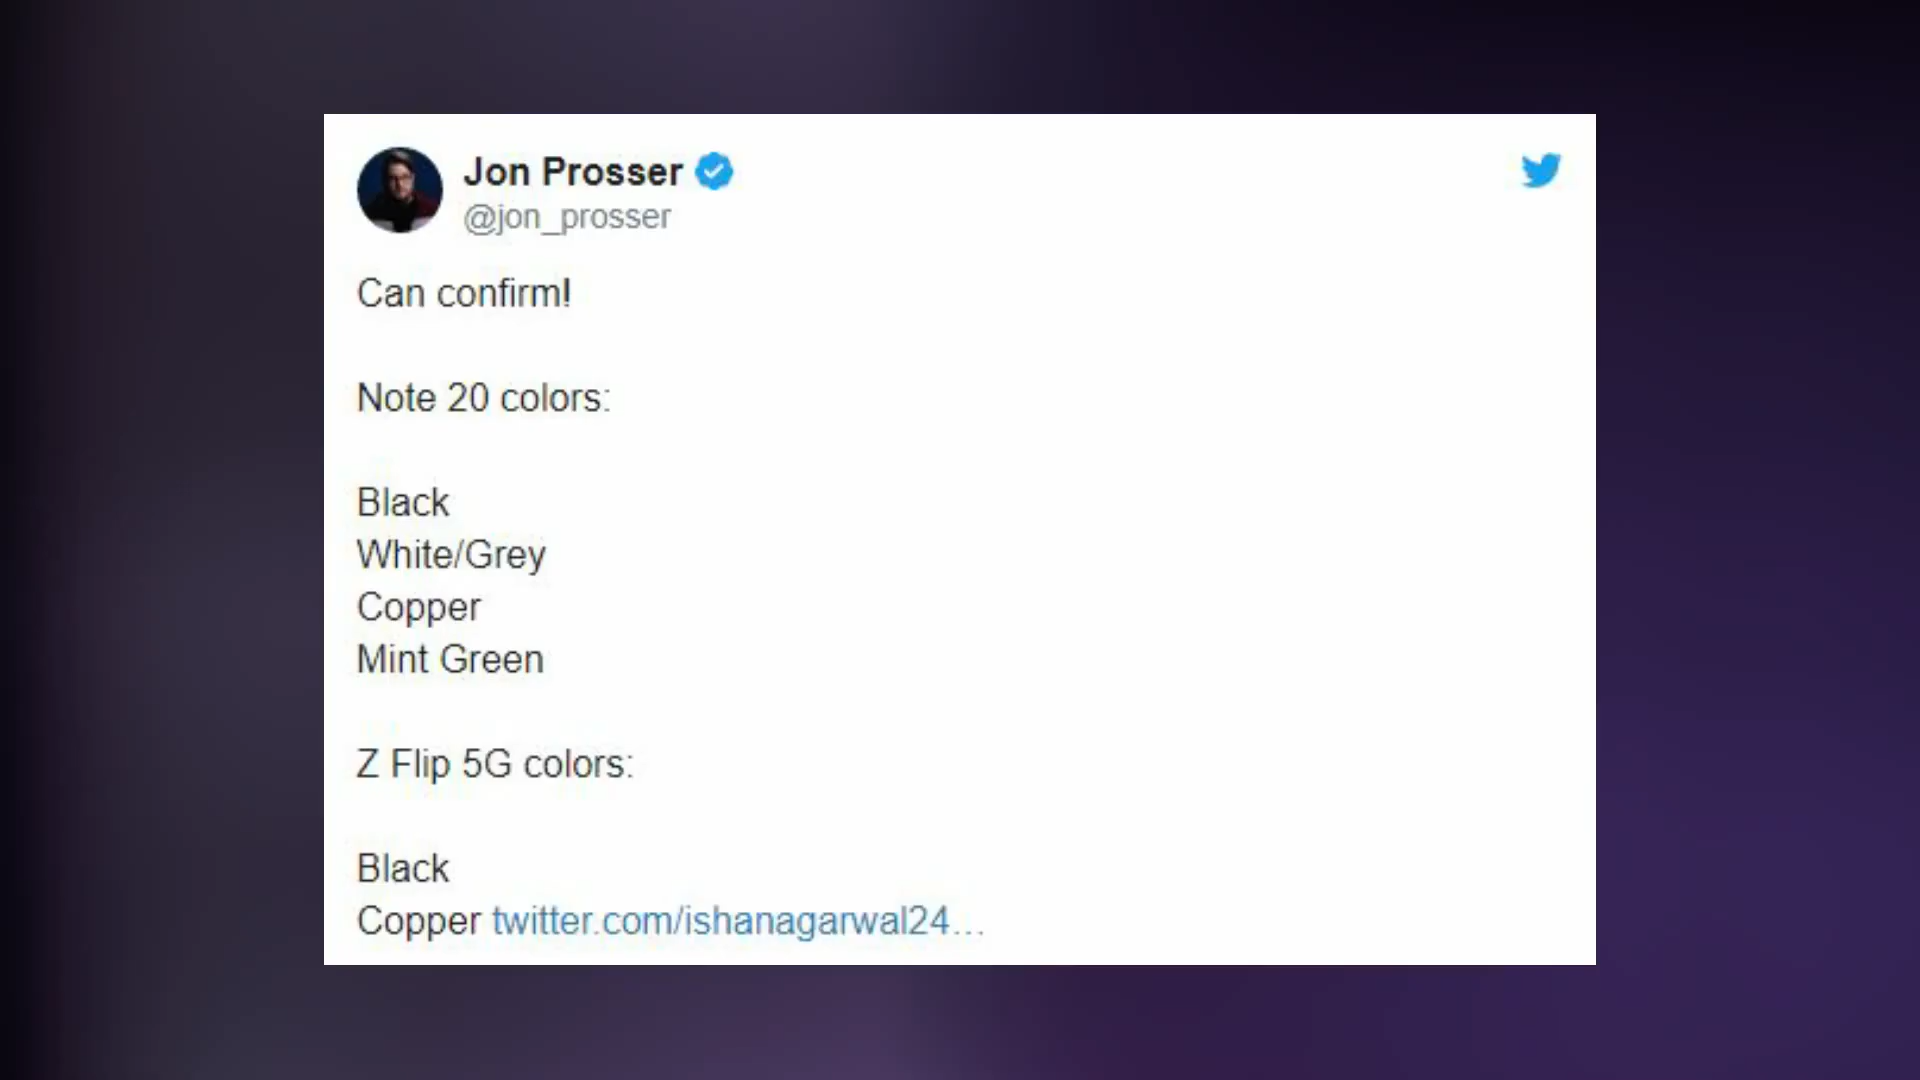 Jon Prosser
@jon_prosser
Can confirm!
Note 20 colors:
Black
White/Grey
Copper
Mint Green
Z Flip 5G colors:
Black
Copper twitter.com/ishanagarwal24...